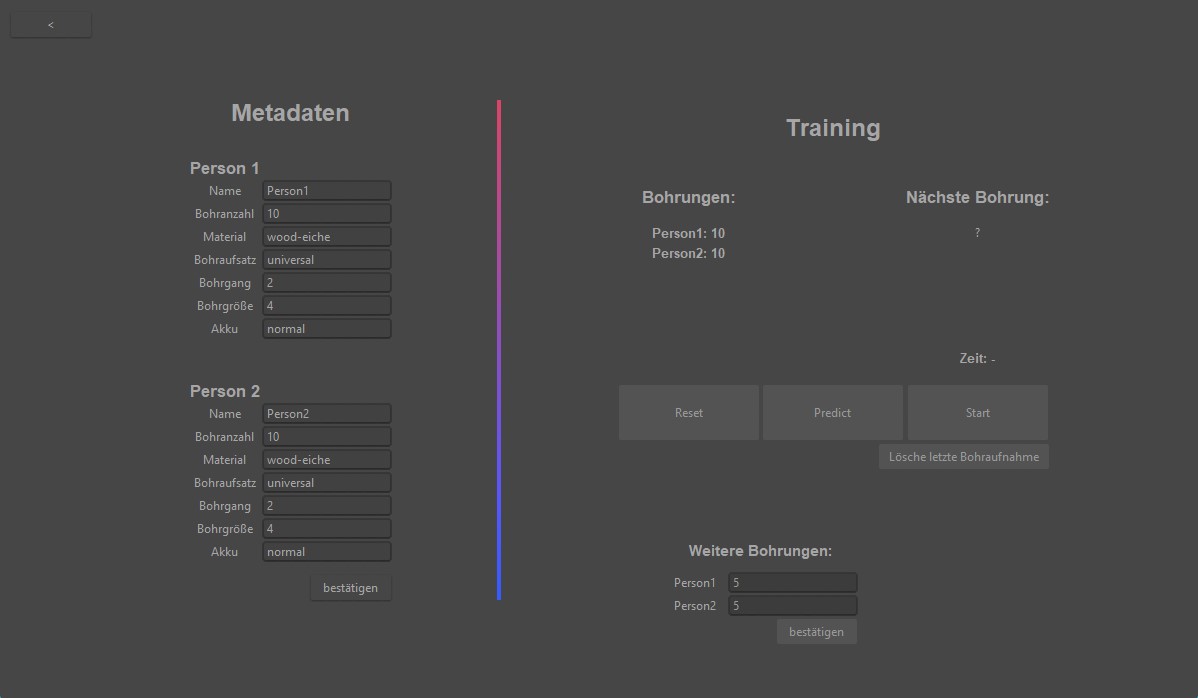 <
Metadaten
Person 1
Name Person1
Bohranzahl 10
Material wood-eiche
Bohraufsatz universal
Bohrgang 2
Bohrgröße 4
Akku normal
Person 2
Name Person2
Bohranzahl 10
Material wood-eiche
Bohraufsatz universal
Bohrgang 2
Bohrgröße 4
Akku normal
bestätigen
Training
Bohrungen:
Person1: 10
Person2: 10
Nächste Bohrung:
?
Zeit: -
Reset Predict Start
Lösche letzte Bohraufnahme
Weitere Bohrungen:
Person1 5
Person2 5
bestätigen